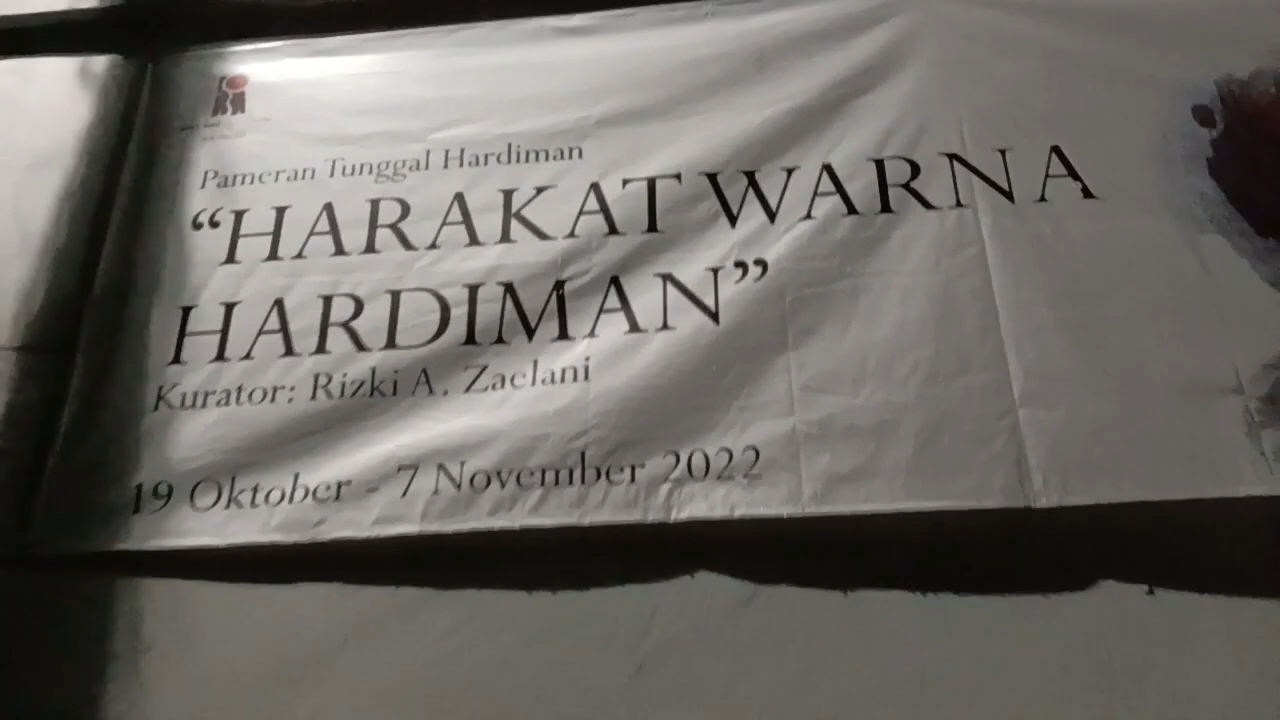 Pameran Tunggal Hardiman
“HARAKAT WARNA
HARDIMAN”
Kurator: Rizki A. Zaelani
19 Oktober - 7 November 2022